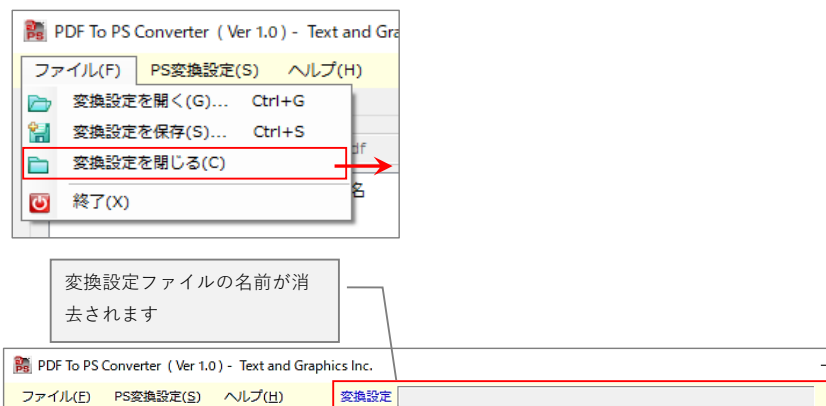 PDF To PS Converter ( Ver 1.0 ) - Text and Gra
ファイル(F) PS変換設定(S) ヘルプ(H)
変換設定を開く(G)... Ctrl+G
変換設定を保存(S)... Ctrl+S
df
変換設定を閉じる(C)
名
終了(X)
変換設定ファイルの名前が消
去されます
PDF To PS Converter ( Ver 1.0 ) - Text and Graphics Inc.
ファイル(F) PS変換設定(S) ヘルプ(H) 変換設定